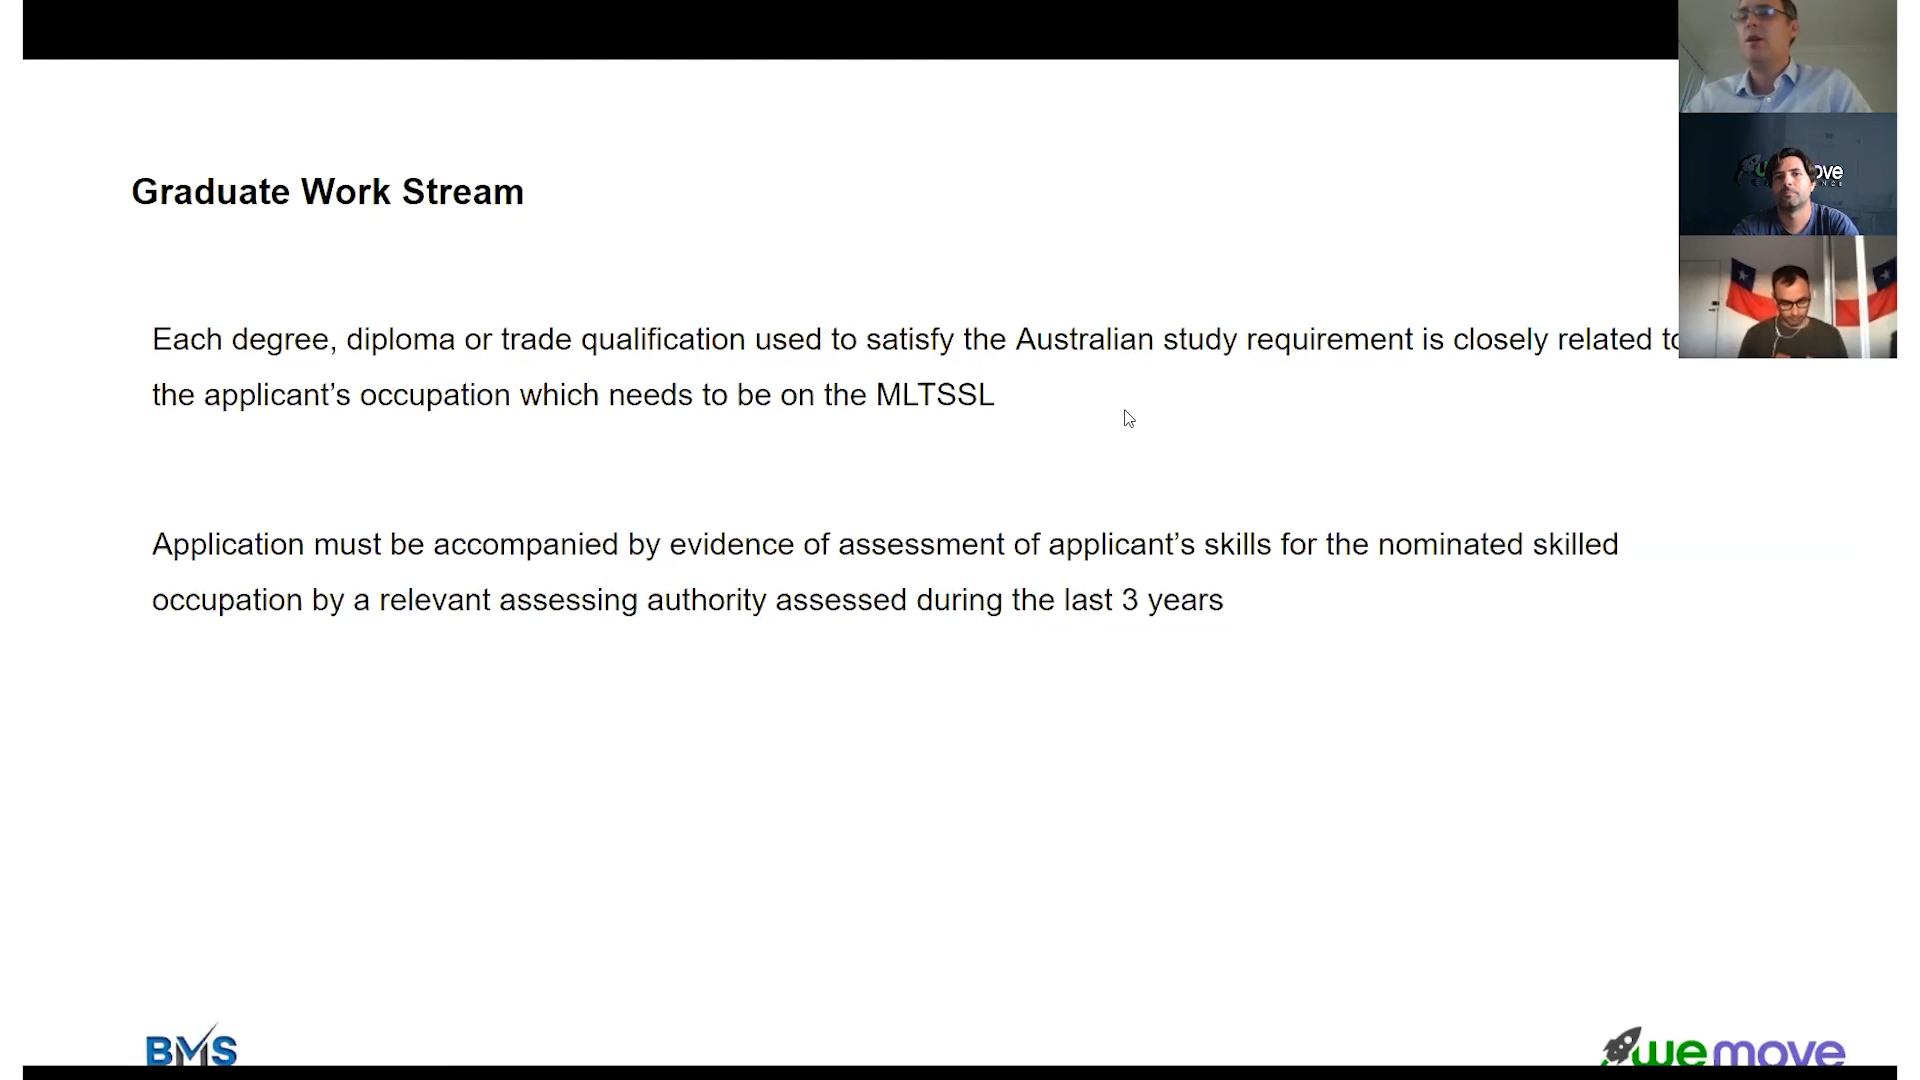 Graduate Work Stream
Each degree, diploma or trade qualification used to satisfy the Australian study requirement is closely related to
the applicant’s occupation which needs to be on the MLTSSL
Application must be accompanied by evidence of assessment of applicant’s skills for the nominated skilled
occupation by a relevant assessing authority assessed during the last 3 years
BMS
we move